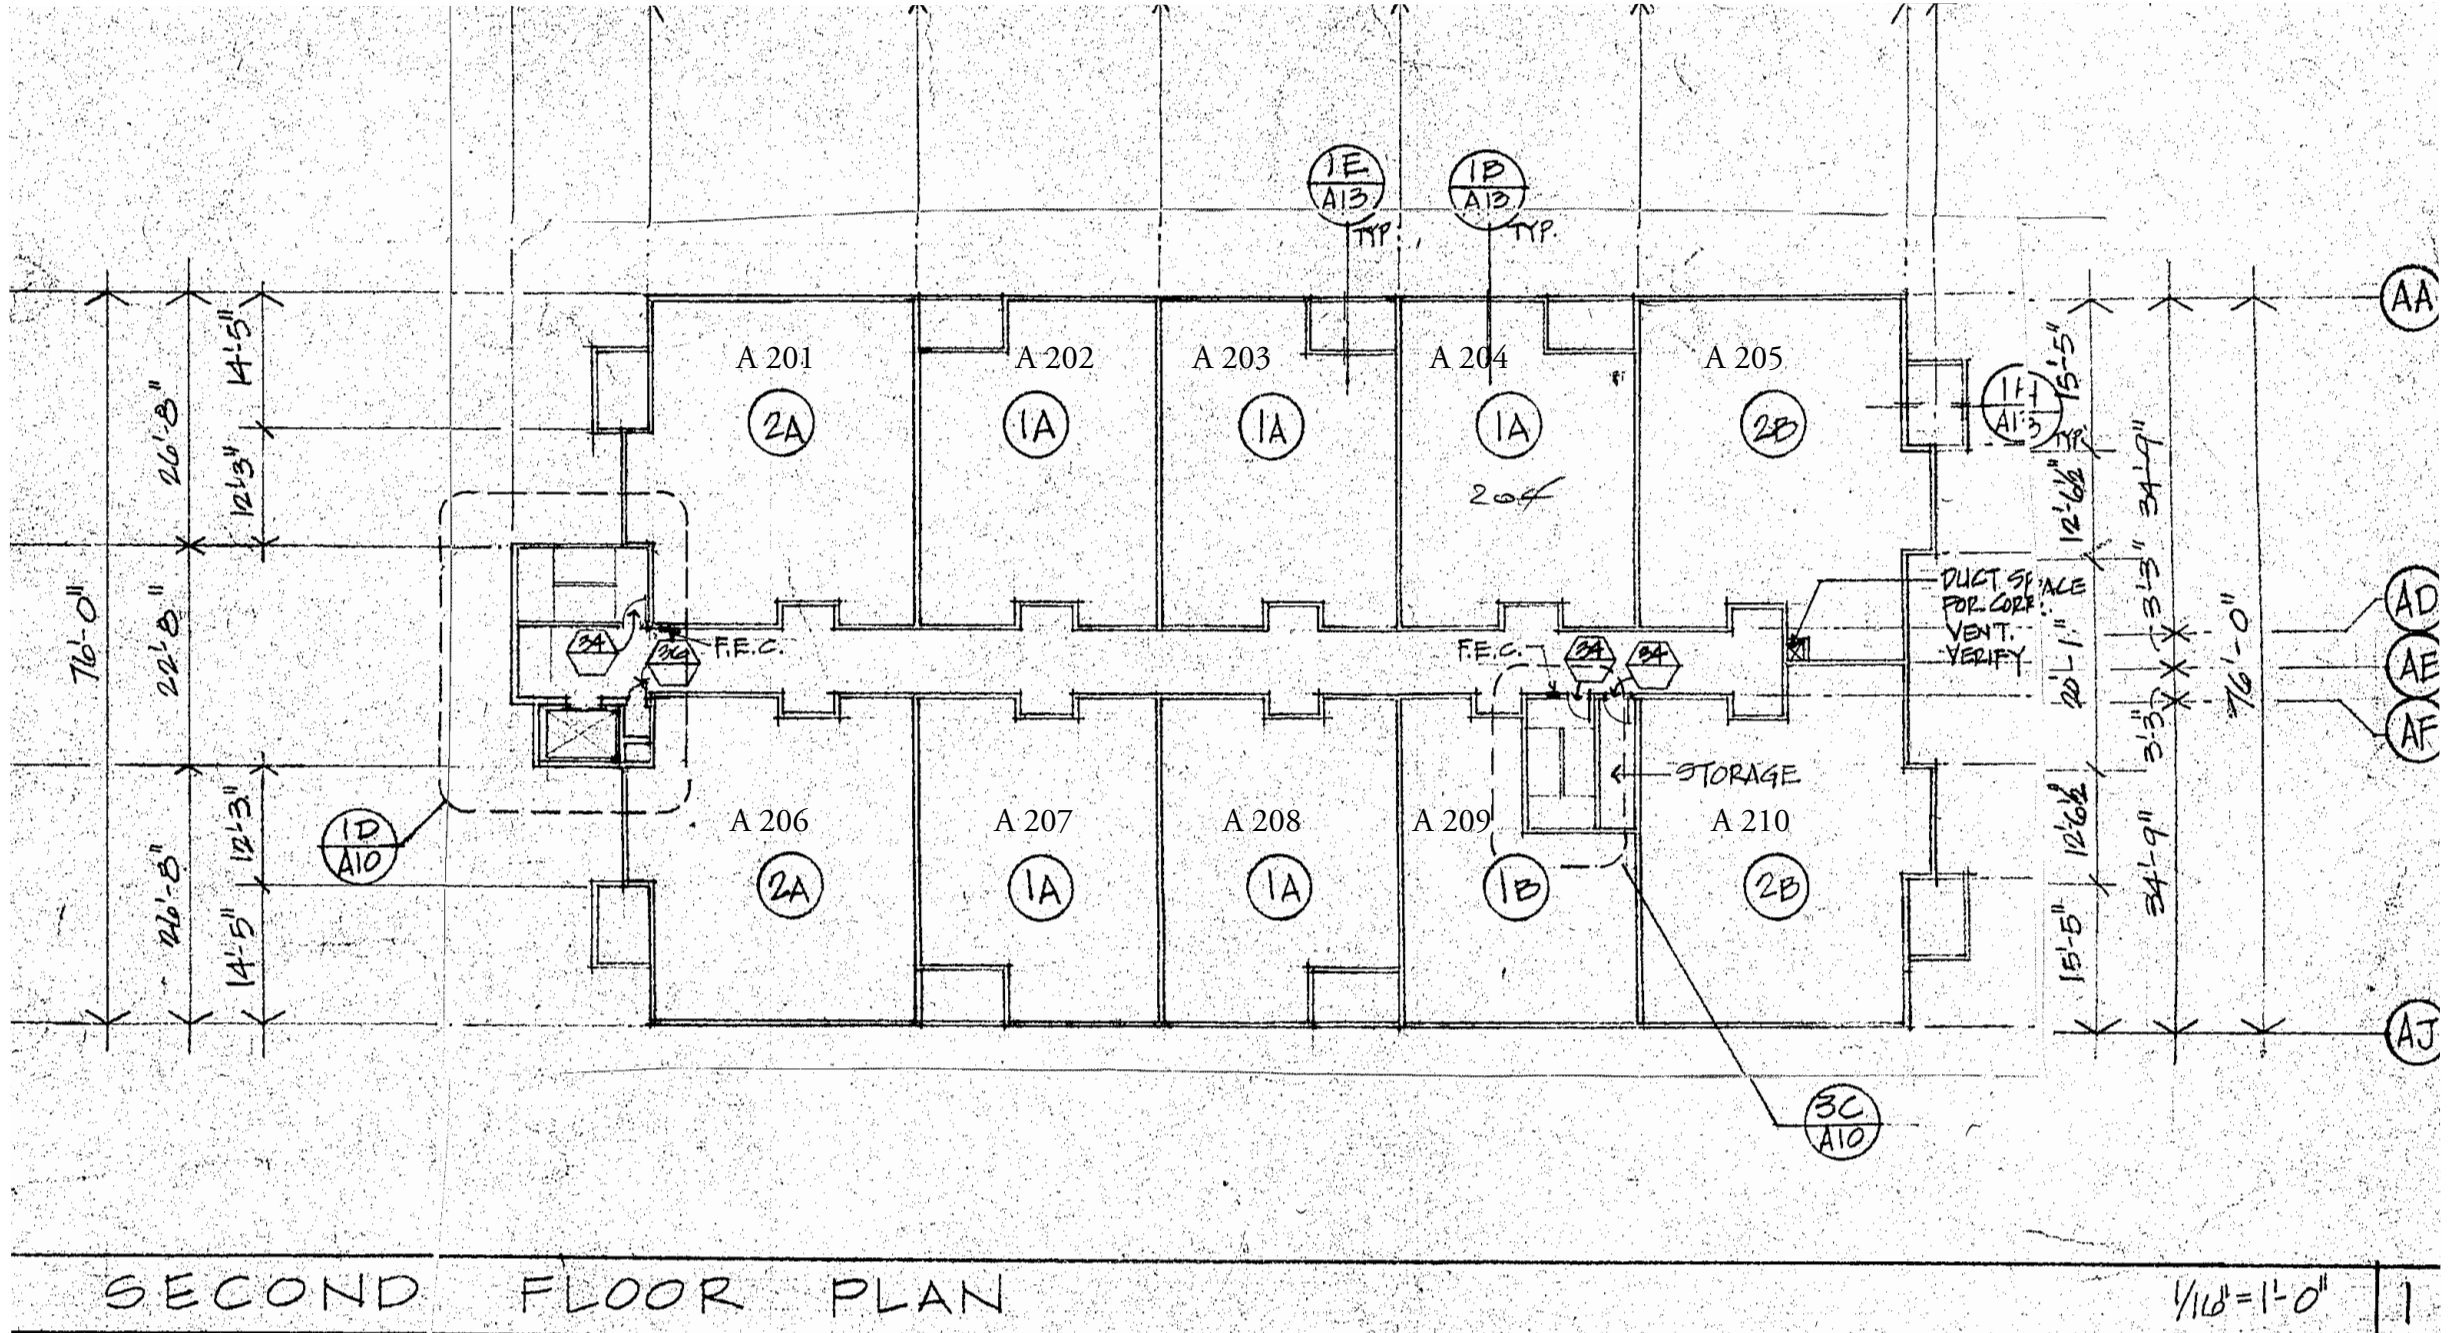 1E
A13
TYP.
1B
A13
TYP.
AA
14'-5"
26'-8"
12'-3"
76'-0"
22'-8"
12'-3"
26'-8"
14'-5"
A 201
2A
A 202
1A
A 203
1A
A 204
1A
204
A 205
2B
1H
A13
TYP.
15'-5"
12'-6½"
34'-9"
3'-3"
20'-1"
76'-0"
3'-3"
12'-6½"
34'-9"
15'-5"
DUCT SPACE
FOR CORR.
VENT.
VERIFY
AD
AE
AF
34
36
F.E.C.
F.E.C.
34
34
STORAGE
1D
A10
A 206
2A
A 207
1A
A 208
1A
A 209
1B
A 210
2B
AJ
3C
A10
SECOND FLOOR PLAN
1/16"=1'-0"
1